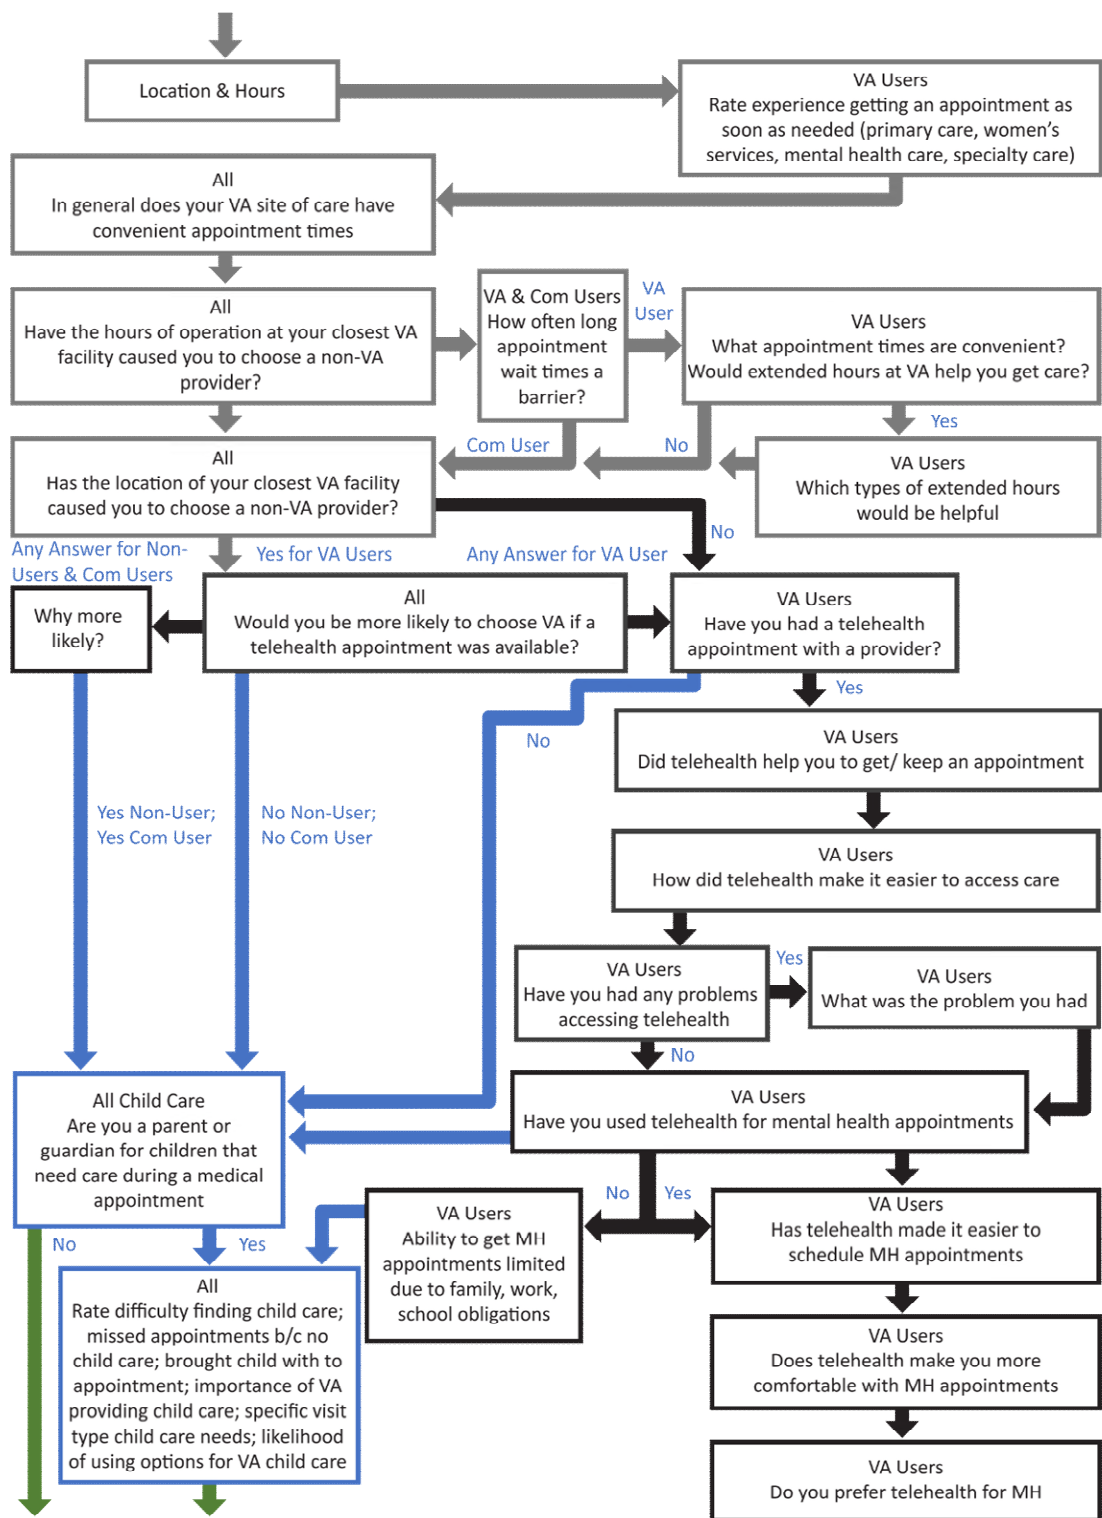 Location & Hours
VA Users
Rate experience getting an appointment as
soon as needed (primary care, women's
services, mental health care, specialty care)
All
In general does your VA site of care have
convenient appointment times
All
Have the hours of operation at your closest VA
facility caused you to choose a non-VA
provider?
VA & Com Users
How often long
appointment
wait times a
barrier?
VA
User
VA Users
What appointment times are convenient?
Would extended hours at VA help you get care?
Com User
No
Yes
VA Users
Which types of extended hours
would be helpful
All
Has the location of your closest VA facility
caused you to choose a non-VA provider?
No
Any Answer for Non-
Users & Com Users
Yes for VA Users
Any Answer for VA User
Why more
likely?
All
Would you be more likely to choose VA if a
telehealth appointment was available?
VA Users
Have you had a telehealth
appointment with a provider?
Yes
No
VA Users
Did telehealth help you to get/ keep an appointment
Yes Non-User;
Yes Com User
No Non-User;
No Com User
VA Users
How did telehealth make it easier to access care
VA Users
Have you had any problems
accessing telehealth
Yes
VA Users
What was the problem you had
No
All Child Care
Are you a parent or
guardian for children that
need care during a medical
appointment
VA Users
Have you used telehealth for mental health appointments
No
Yes
No
Yes
VA Users
Ability to get MH
appointments limited
due to family, work,
school obligations
VA Users
Has telehealth made it easier to
schedule MH appointments
All
Rate difficulty finding child care;
missed appointments b/c no
child care; brought child with to
appointment; importance of VA
providing child care; specific visit
type child care needs; likelihood
of using options for VA child care
VA Users
Does telehealth make you more
comfortable with MH appointments
VA Users
Do you prefer telehealth for MH